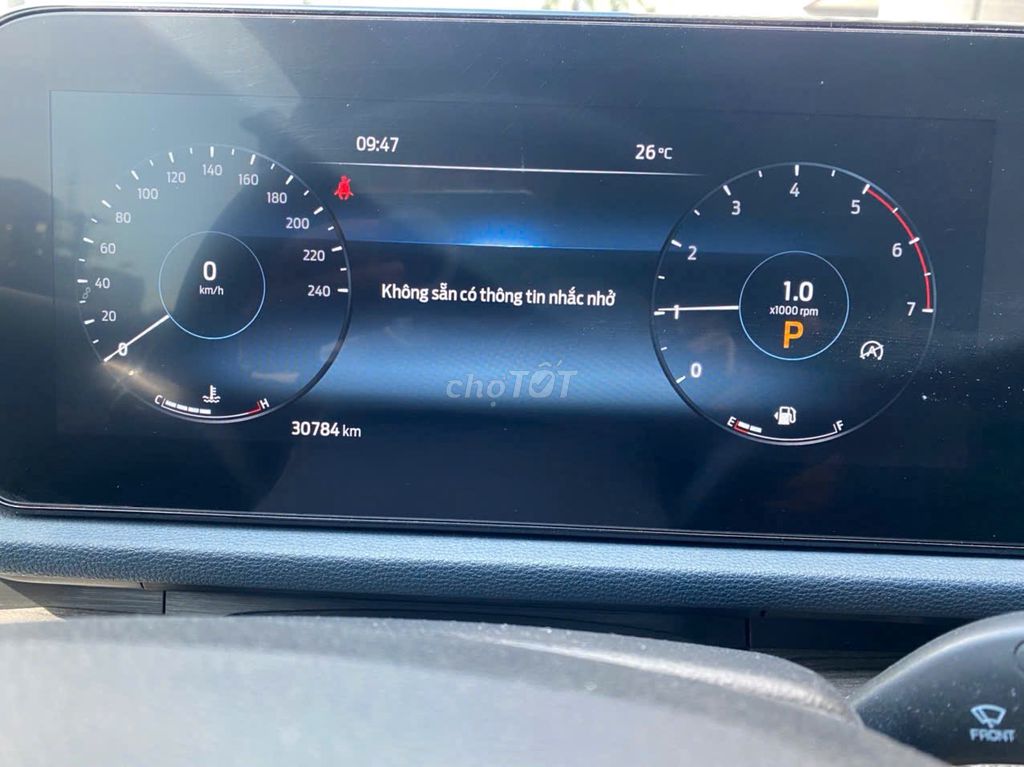 09:47
26 °C
0
20
40
60
80
100
120
140
160
180
200
220
240
0
km/h
C
H
30784 km
Không sẵn có thông tin nhắc nhở
chợTỐT
0
1
2
3
4
5
6
7
1.0
x1000 rpm
P
A
E
F
FRONT